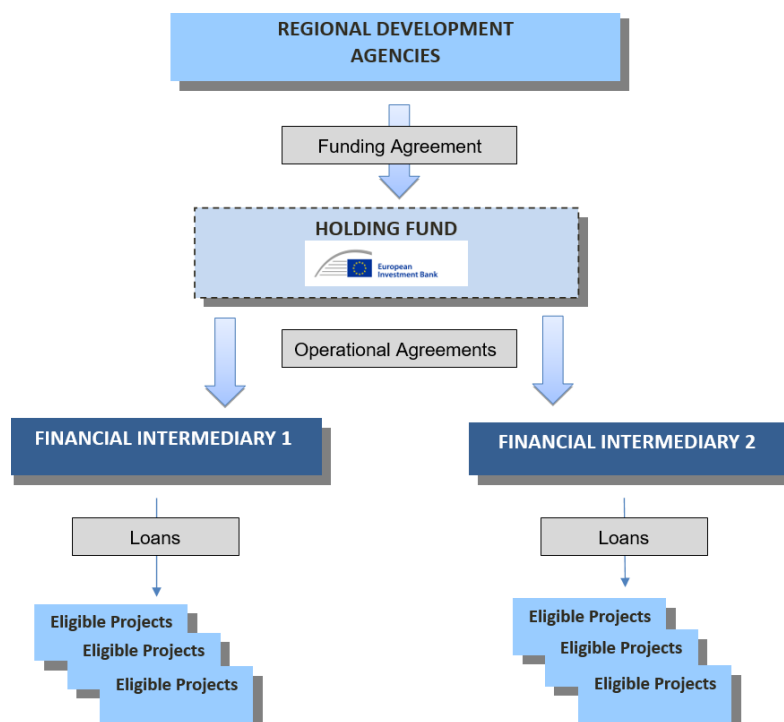 REGIONAL DEVELOPMENT
AGENCIES
Funding Agreement
HOLDING FUND
European
Investment Bank
Operational Agreements
FINANCIAL INTERMEDIARY 1
FINANCIAL INTERMEDIARY 2
Loans
Loans
Eligible Projects
Eligible Projects
Eligible Projects
Eligible Projects
Eligible Projects
Eligible Projects